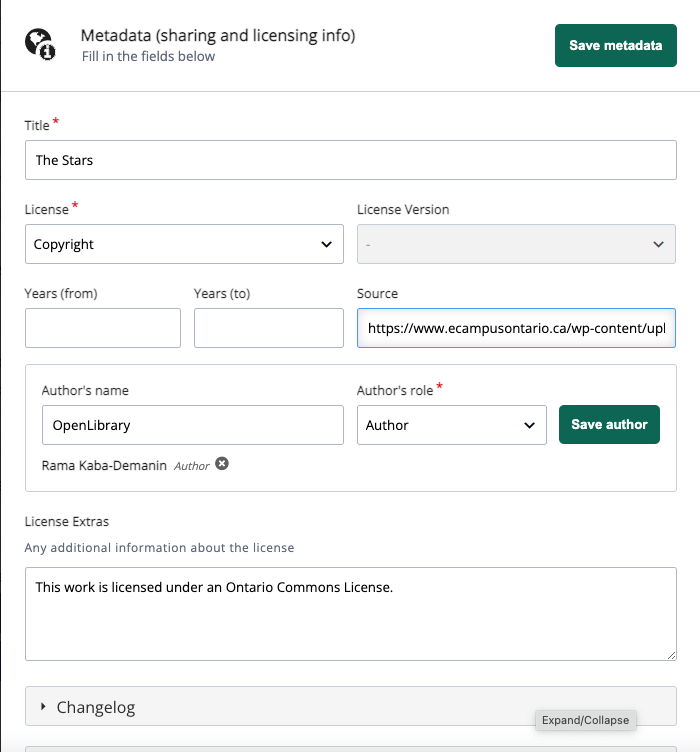 Metadata (sharing and licensing info)
Fill in the fields below
Save metadata
Title *
The Stars
License *
License Version
Copyright
-
Years (from)
Years (to)
Source
https://www.ecampusontario.ca/wp-content/upl
Author's name
Author's role *
OpenLibrary
Author
Save author
Rama Kaba-Demanin Author
License Extras
Any additional information about the license
This work is licensed under an Ontario Commons License.
Changelog
Expand/Collapse